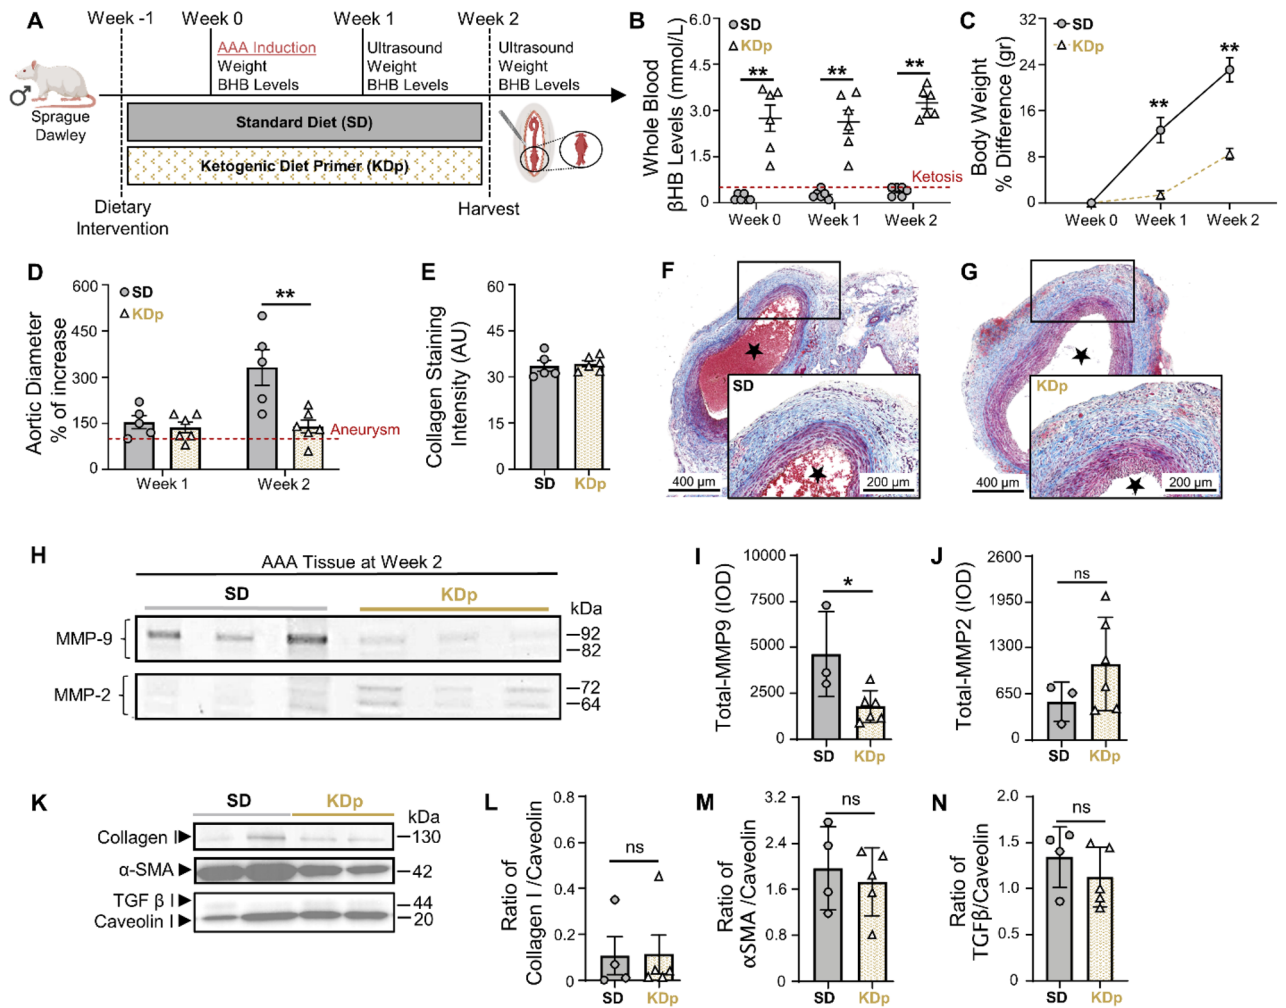 A
Week -1
Week 0
Week 1
Week 2
AAA Induction
Weight
BHB Levels
Ultrasound
Weight
BHB Levels
Ultrasound
Weight
BHB Levels
♂
Sprague
Dawley
Standard Diet (SD)
Ketogenic Diet Primer (KDp)
Dietary
Intervention
Harvest
B
Whole Blood
βHB Levels (mmol/L)
6.0
4.5
3.0
1.5
0
SD
KDp
**
**
**
Ketosis
Week 0
Week 1
Week 2
C
Body Weight
% Difference (gr)
32
24
16
8
0
SD
KDp
**
**
Week 0
Week 1
Week 2
D
Aortic Diameter
% of increase
600
450
300
150
0
SD
KDp
**
Aneurysm
Week 1
Week 2
E
Collagen Staining
Intensity (AU)
60
45
30
15
0
SD
KDp
F
SD
400 µm
200 µm
G
KDp
400 µm
200 µm
H
AAA Tissue at Week 2
SD
KDp
kDa
MMP-9
92
82
MMP-2
72
64
I
Total-MMP9 (IOD)
10000
7500
5000
2500
0
*
SD
KDp
J
Total-MMP2 (IOD)
2600
1950
1300
650
0
ns
SD
KDp
K
SD
KDp
kDa
Collagen I
130
α-SMA
42
TGF β I
44
Caveolin I
20
L
Ratio of
Collagen I /Caveolin
0.8
0.6
0.4
0.2
0
ns
SD
KDp
M
Ratio of
αSMA /Caveolin
3.2
2.4
1.6
0.8
0
ns
SD
KDp
N
Ratio of
TGFβ/Caveolin
2.0
1.5
1.0
0.5
0
ns
SD
KDp